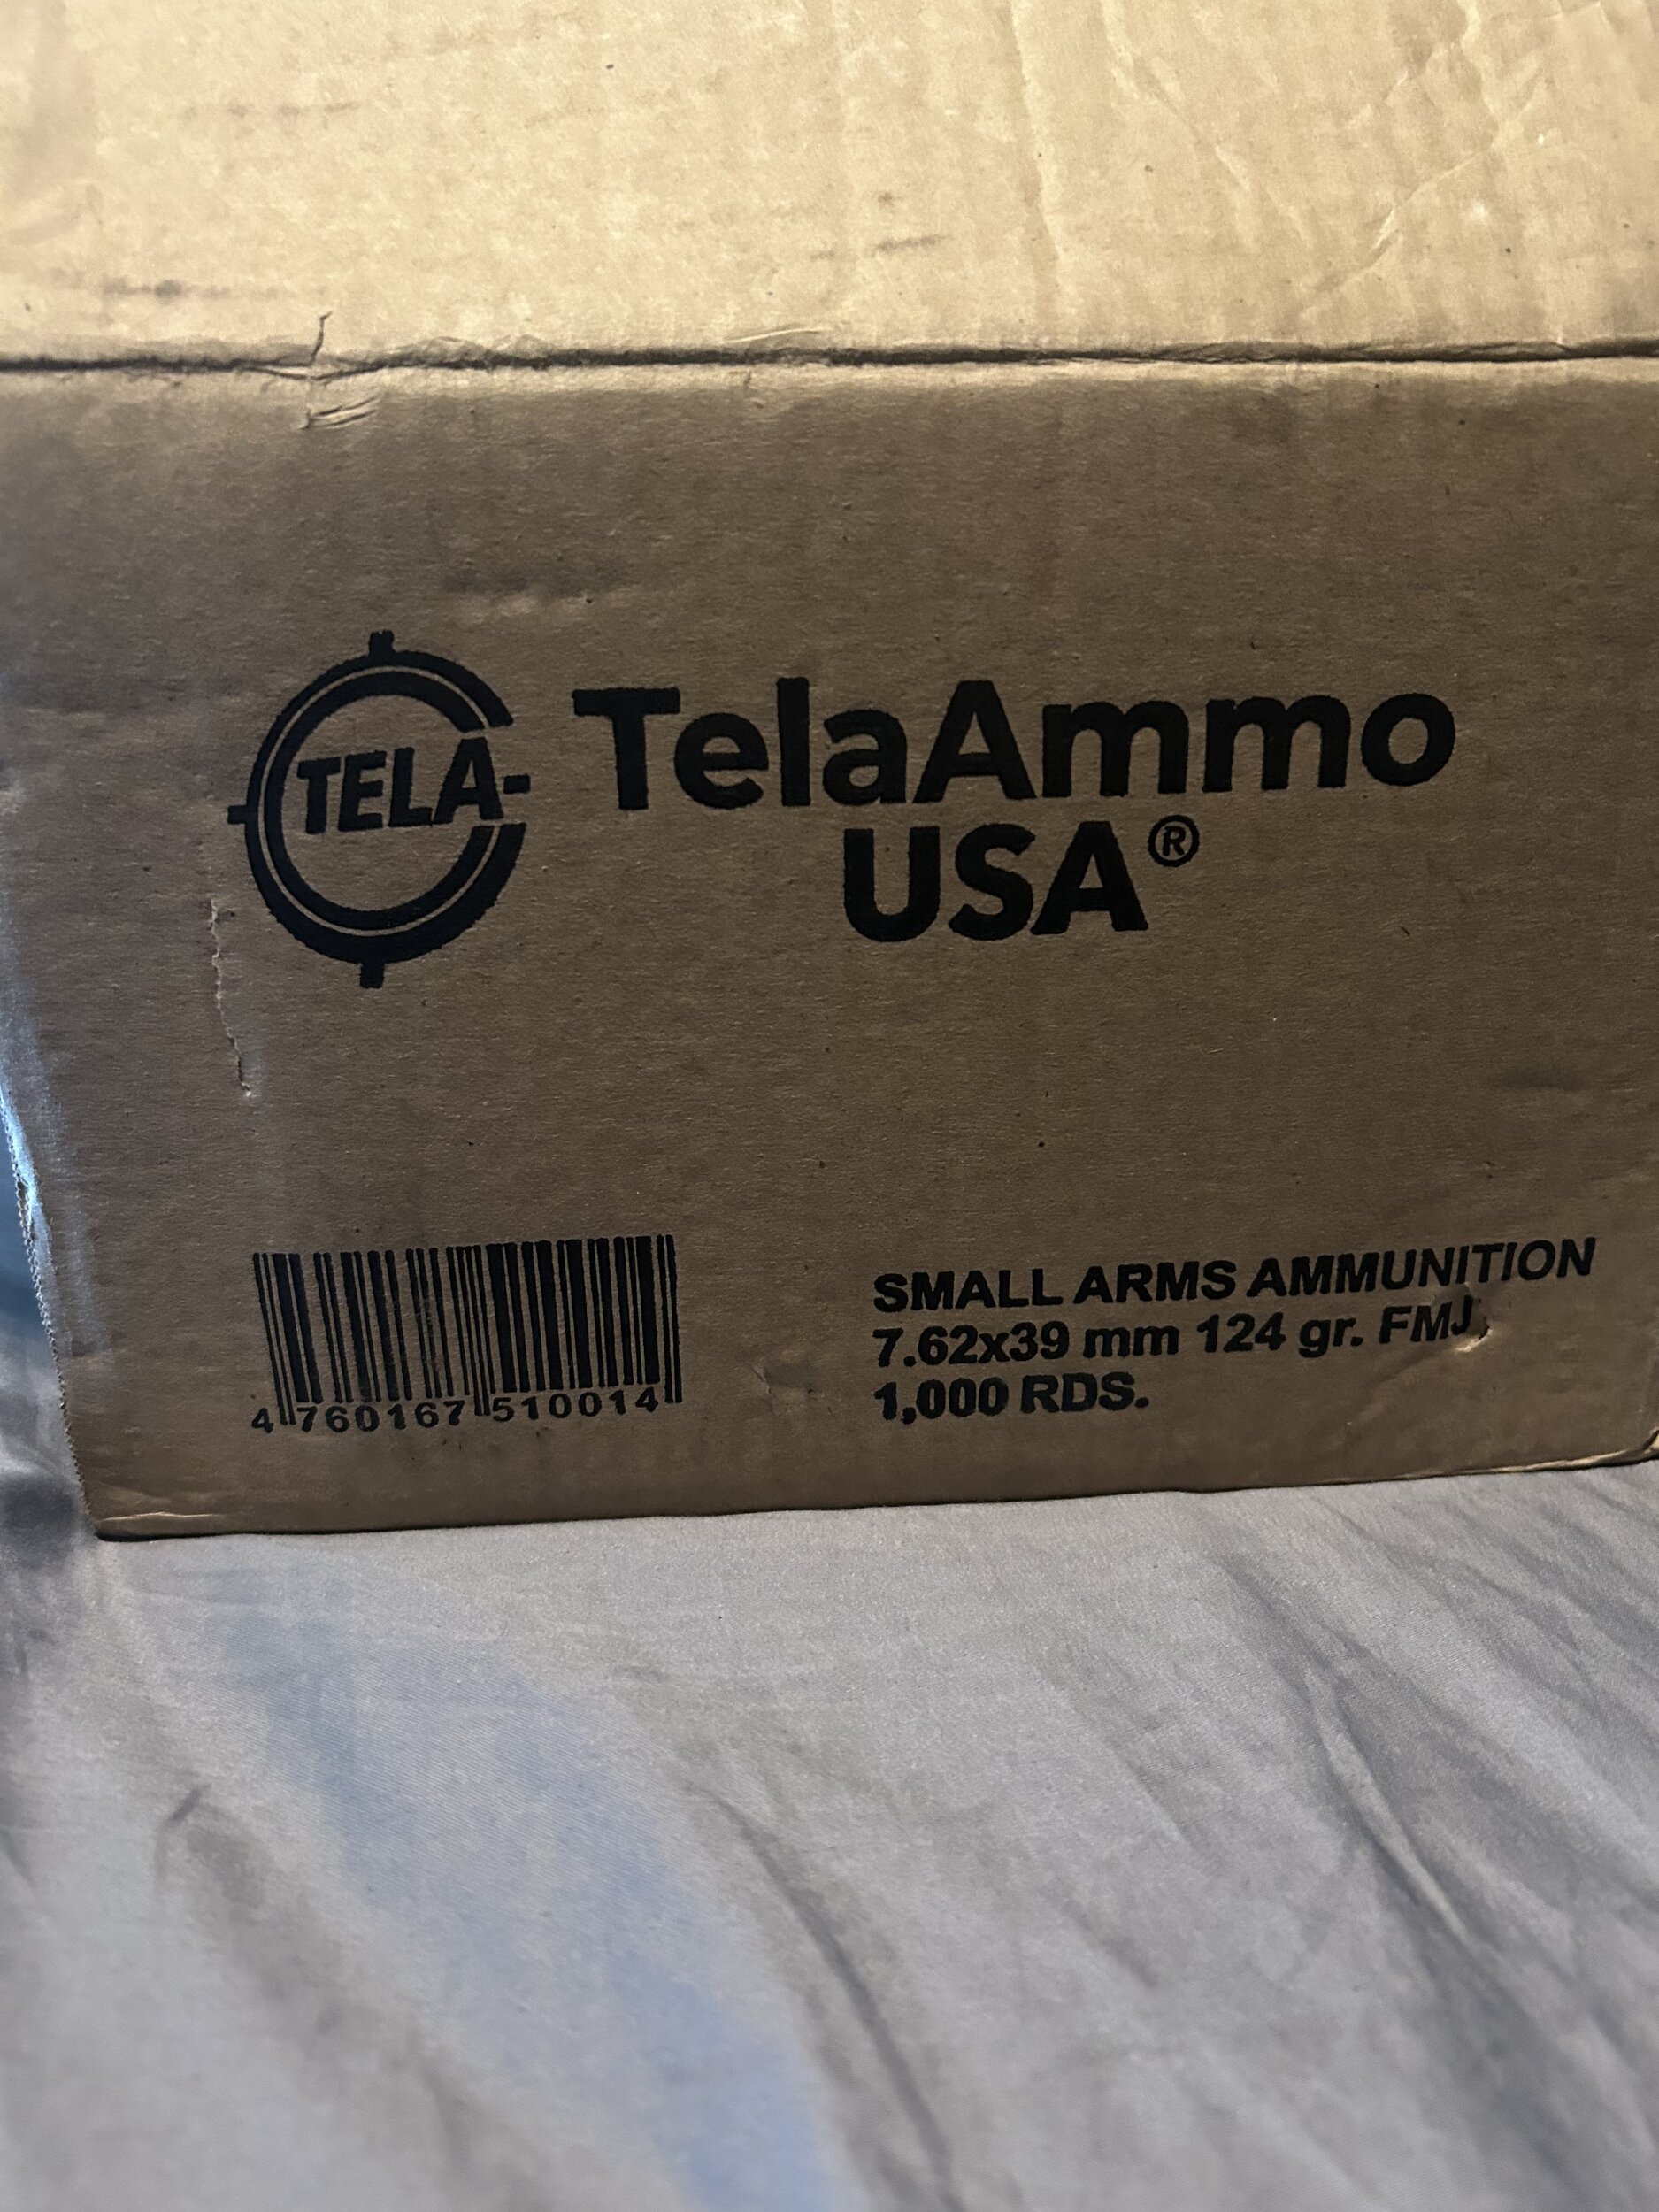 TELA
TelaAmmo
USA®
4 760167 510014
SMALL ARMS AMMUNITION
7.62x39 mm 124 gr. FMJ
1,000 RDS.